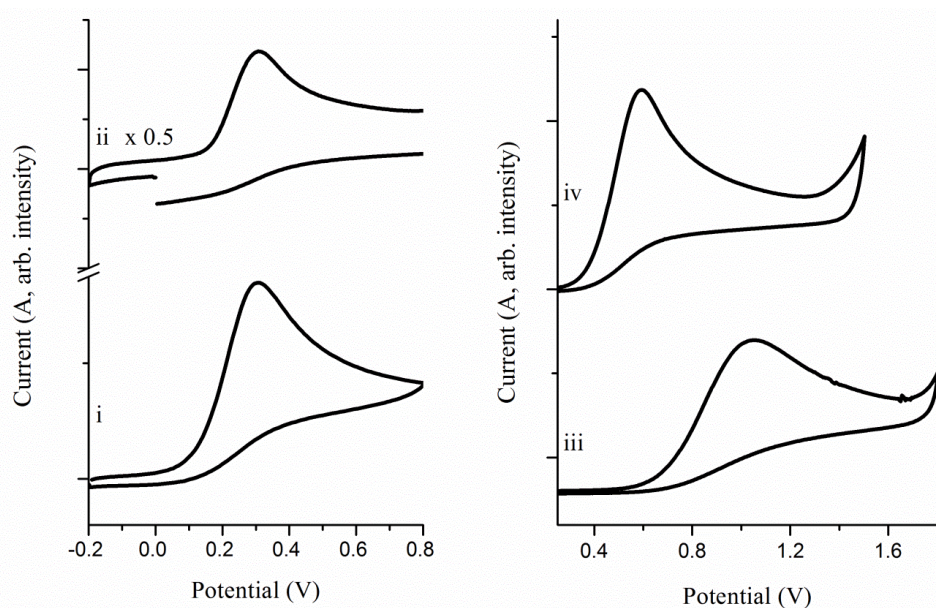 Current (A, arb. intensity)
ii x 0.5
i
-0.2 0.0 0.2 0.4 0.6 0.8
Potential (V)
Current (A, arb. intensity)
iv
iii
0.4 0.8 1.2 1.6
Potential (V)